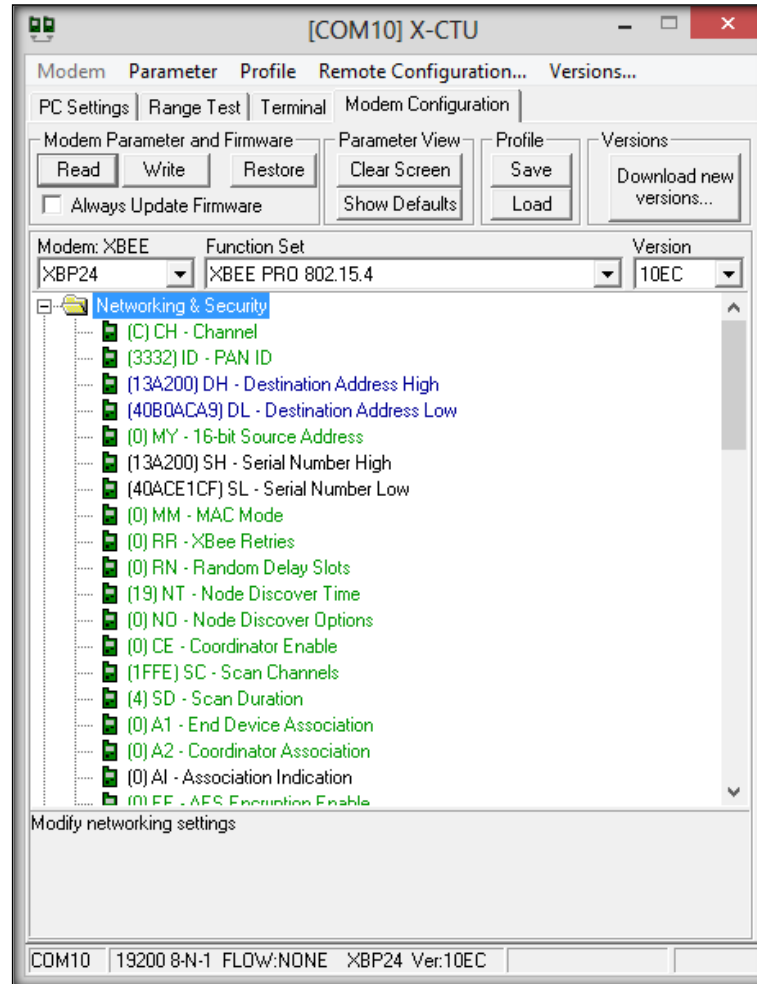 [COM10] X-CTU
Modem Parameter Profile Remote Configuration... Versions...
PC Settings Range Test Terminal Modem Configuration
Modem Parameter and Firmware Parameter View Profile Versions
Read Write Restore Clear Screen Save Download new versions...
Always Update Firmware Show Defaults Load
Modem: XBEE Function Set Version
XBP24 XBEE PRO 802.15.4 10EC
Networking & Security
(C) CH - Channel
(3332) ID - PAN ID
(13A200) DH - Destination Address High
(40B0ACA9) DL - Destination Address Low
(0) MY - 16-bit Source Address
(13A200) SH - Serial Number High
(40ACE1CF) SL - Serial Number Low
(0) MM - MAC Mode
(0) RR - XBee Retries
(0) RN - Random Delay Slots
(19) NT - Node Discover Time
(0) NO - Node Discover Options
(0) CE - Coordinator Enable
(1FFE) SC - Scan Channels
(4) SD - Scan Duration
(0) A1 - End Device Association
(0) A2 - Coordinator Association
(0) AI - Association Indication
(0) EE - AES Encryption Enable
Modify networking settings
COM10 19200 8-N-1 FLOW:NONE XBP24 Ver:10EC